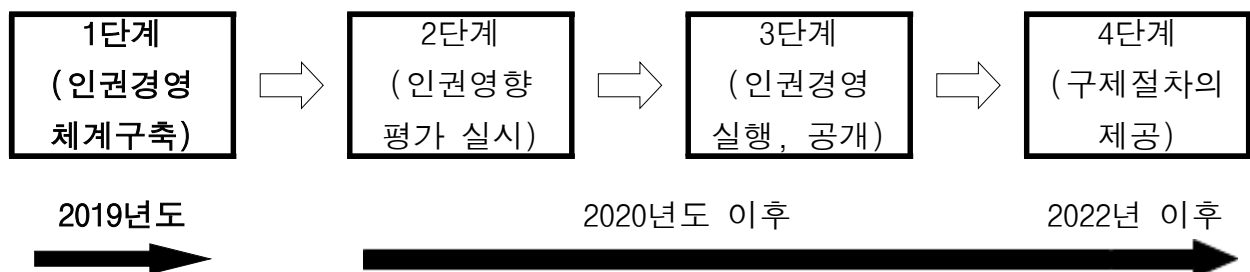 1단계
(인권경영
체계구축)
2단계
(인권영향
평가 실시)
3단계
(인권경영
실행, 공개)
4단계
(구제절차의
제공)
2019년도
2020년도 이후
2022년 이후